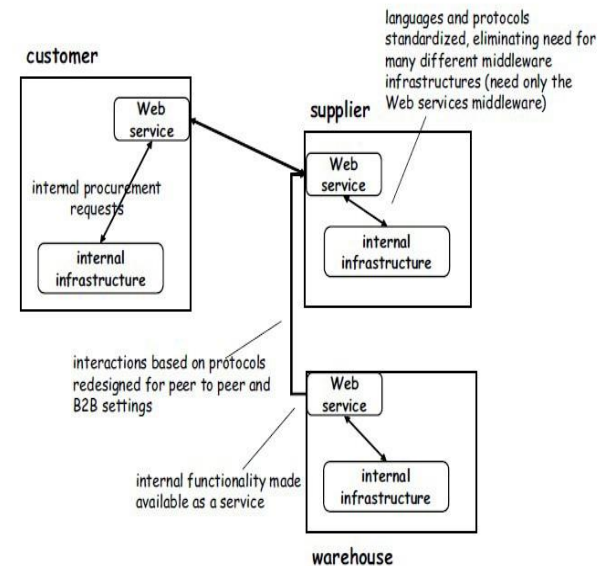 languages and protocols
standardized, eliminating need for
many different middleware
infrastructures (need only the
Web services middleware)
customer
supplier
Web
service
Web
service
internal procurement
requests
internal
infrastructure
internal
infrastructure
interactions based on protocols
redesigned for peer to peer and
B2B settings
Web
service
internal functionality made
available as a service
internal
infrastructure
warehouse